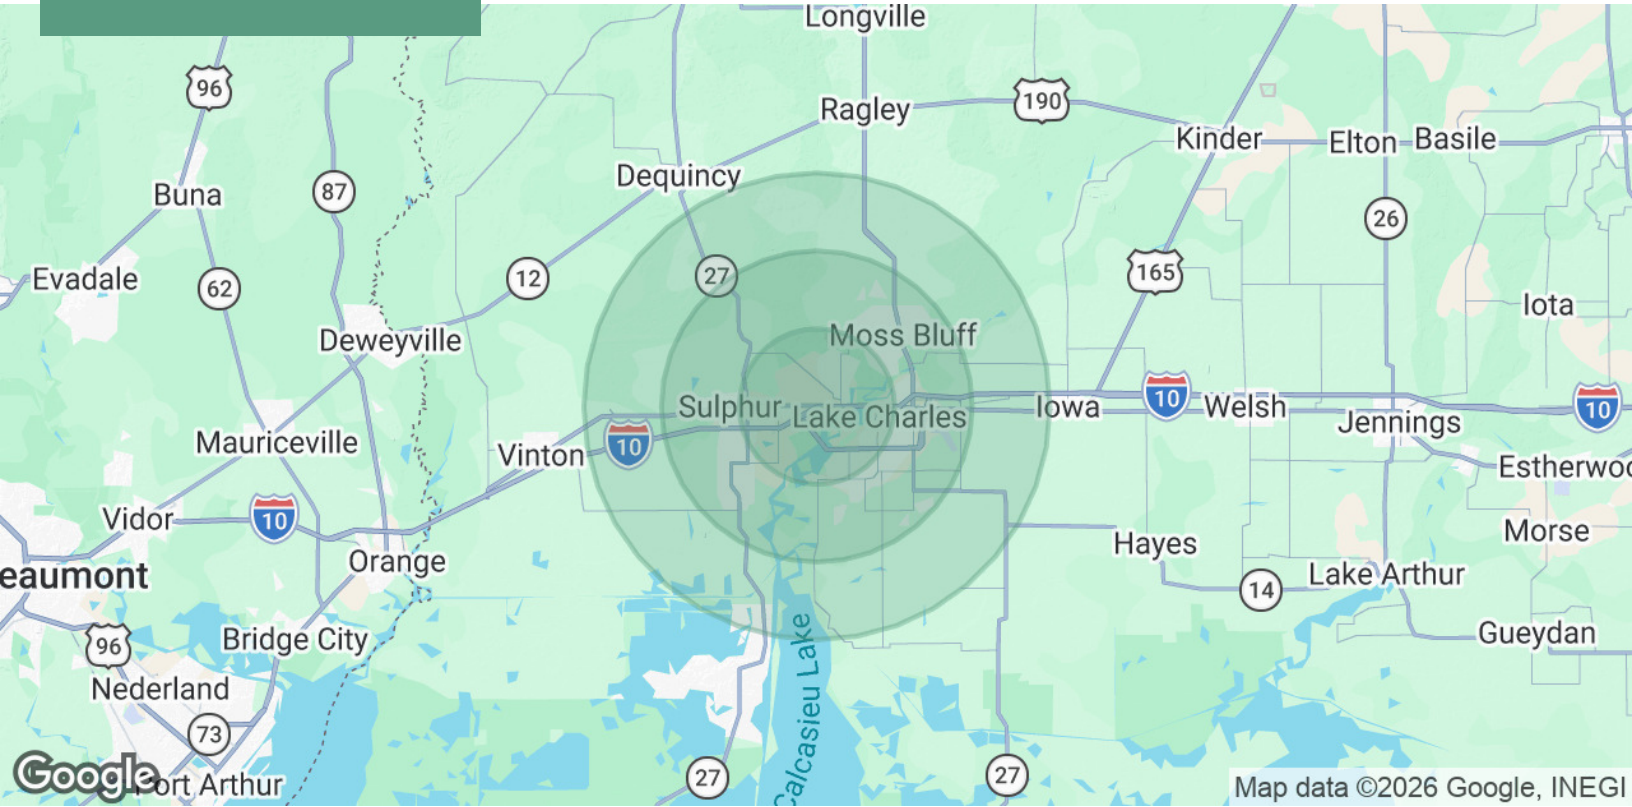 Longville
96
190
Ragley
Kinder
Elton
Basile
Dequincy
87
Buna
26
Evadale
12
27
165
62
Iota
Deweyville
Moss Bluff
10
10
Sulphur
Lake Charles
Iowa
Welsh
Jennings
Mauriceville
Vinton
10
Estherwoo
Vidor
10
Morse
Hayes
Orange
eaumont
Lake Arthur
14
96
Bridge City
Gueydan
Nederland
Calcasieu Lake
73
27
27
Google
Port Arthur
Map data ©2026 Google, INEGI